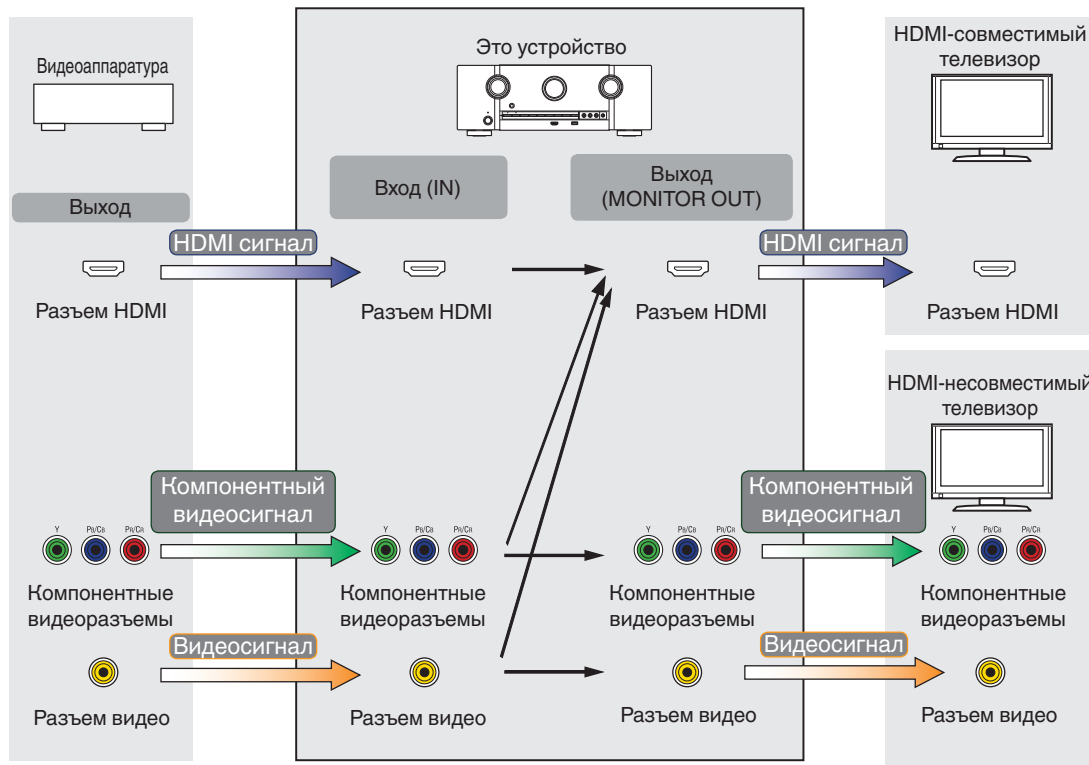 Видеоаппаратура
Это устройство
HDMI-совместимый
телевизор
Выход
Вход (IN)
Выход
(MONITOR OUT)
HDMI сигнал
HDMI сигнал
Разъем HDMI
Разъем HDMI
Разъем HDMI
Разъем HDMI
HDMI-несовместимый
телевизор
Компонентный
видеосигнал
Компонентный
видеосигнал
Y PB/CB PR/CR
Y PB/CB PR/CR
Y PB/CB PR/CR
Y PB/CB PR/CR
Компонентные
видеоразъемы
Компонентные
видеоразъемы
Компонентные
видеоразъемы
Компонентные
видеоразъемы
Видеосигнал
Видеосигнал
Разъем видео
Разъем видео
Разъем видео
Разъем видео